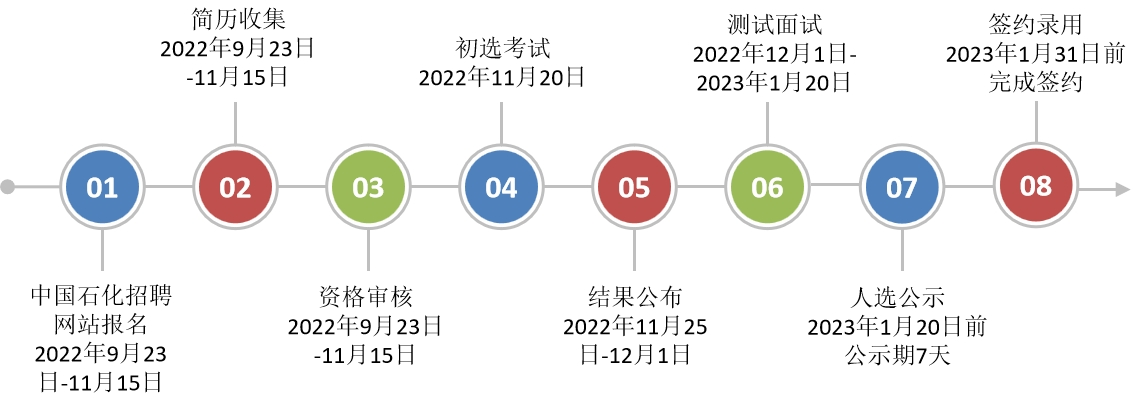 01
中国石化招聘
网站报名
2022年9月23
日-11月15日
02
简历收集
2022年9月23日
-11月15日
03
资格审核
2022年9月23日
-11月15日
04
初选考试
2022年11月20日
05
结果公布
2022年11月25
日-12月1日
06
测试面试
2022年12月1日-
2023年1月20日
07
人选公示
2023年1月20日前
公示期7天
08
签约录用
2023年1月31日前
完成签约